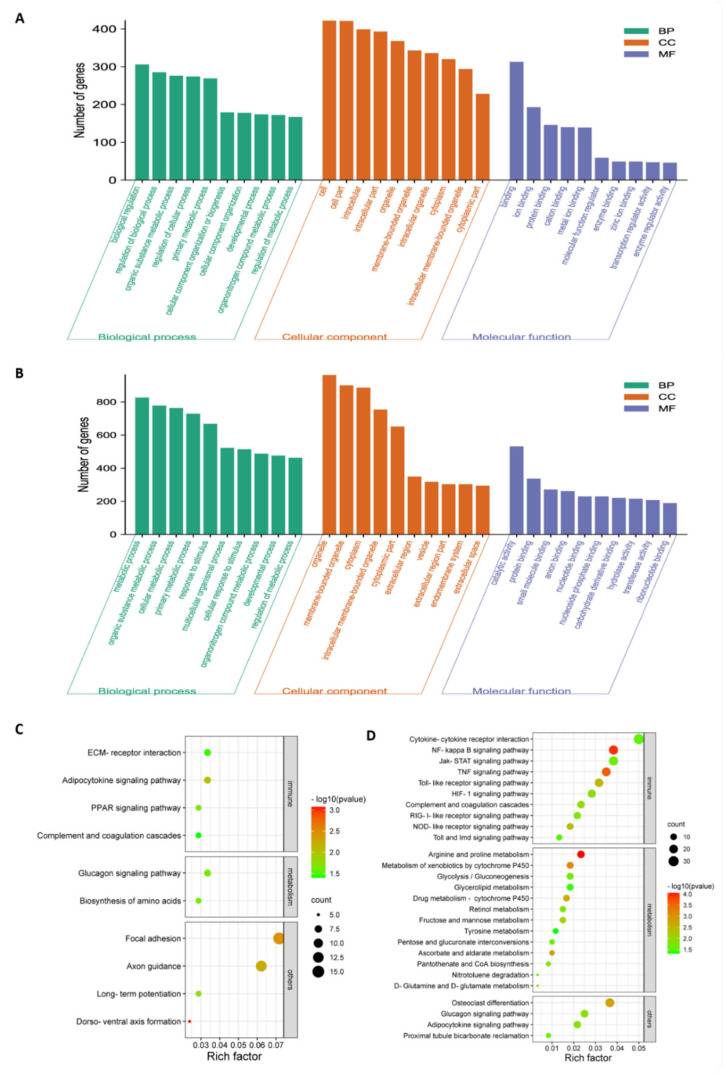 A
Number of genes
400
300
200
100
0
BP
CC
MF
biological regulation
regulation of biological process
organic substance metabolic process
regulation of cellular process
primary metabolic process
cellular component organization or biogenesis
cellular component organization
developmental process
organonitrogen compound metabolic process
regulation of metabolic process
cell
cell part
intracellular
intracellular part
organelle
membrane-bounded organelle
intracellular organelle
cytoplasm
intracellular membrane-bounded organelle
cytoplasmic part
binding
ion binding
protein binding
cation binding
metal ion binding
molecular function regulator
enzyme binding
zinc ion binding
transcription regulator activity
enzyme regulator activity
Biological process
Cellular component
Molecular function
B
Number of genes
800
600
400
200
0
BP
CC
MF
metabolic process
organic substance metabolic process
cellular metabolic process
primary metabolic process
response to stimulus
multicellular organismal process
cellular response to stimulus
organonitrogen compound metabolic process
developmental process
regulation of metabolic process
organelle
membrane-bounded organelle
cytoplasm
intracellular membrane-bounded organelle
cytoplasmic part
extracellular region
vesicle
extracellular region part
endomembrane system
extracellular space
catalytic activity
protein binding
small molecule binding
anion binding
nucleotide binding
nucleoside phosphate binding
carbohydrate derivative binding
hydrolase activity
transferase activity
ribonucleotide binding
Biological process
Cellular component
Molecular function
C
ECM- receptor interaction
Adipocytokine signaling pathway
PPAR signaling pathway
Complement and coagulation cascades
Glucagon signaling pathway
Biosynthesis of amino acids
Focal adhesion
Axon guidance
Long- term potentiation
Dorso- ventral axis formation
immune
metabolism
others
0.03 0.04 0.05 0.06 0.07
Rich factor
- log10(pvalue)
3.0
2.5
2.0
1.5
count
5.0
7.5
10.0
12.5
15.0
D
Cytokine- cytokine receptor interaction
NF- kappa B signaling pathway
Jak- STAT signaling pathway
TNF signaling pathway
Toll- like receptor signaling pathway
HIF- 1 signaling pathway
Complement and coagulation cascades
RIG- I- like receptor signaling pathway
NOD- like receptor signaling pathway
Toll and Imd signaling pathway
Arginine and proline metabolism
Metabolism of xenobiotics by cytochrome P450
Glycolysis / Gluconeogenesis
Glycerolipid metabolism
Drug metabolism - cytochrome P450
Retinol metabolism
Fructose and mannose metabolism
Tyrosine metabolism
Pentose and glucuronate interconversions
Ascorbate and aldarate metabolism
Pantothenate and CoA biosynthesis
Nitrotoluene degradation
D- Glutamine and D- glutamate metabolism
Osteoclast differentiation
Glucagon signaling pathway
Adipocytokine signaling pathway
Proximal tubule bicarbonate reclamation
immune
metabolism
others
0.01 0.02 0.03 0.04 0.05
Rich factor
count
10
20
30
- log10(pvalue)
4.0
3.5
3.0
2.5
2.0
1.5